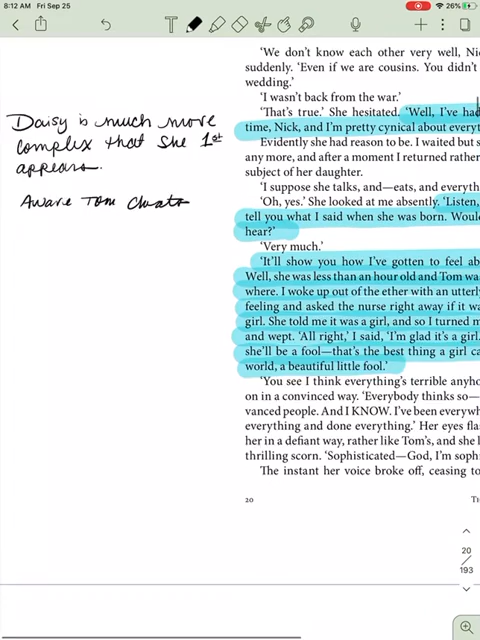 8:12 AM Fri Sep 25
26%
T
‘We don’t know each other very well, Nic
suddenly. ‘Even if we are cousins. You didn’t
wedding.’
‘I wasn’t back from the war.’
‘That’s true.’ She hesitated. ‘Well, I’ve had
time, Nick, and I’m pretty cynical about everyt
Evidently she had reason to be. I waited but s
any more, and after a moment I returned rather
subject of her daughter.
‘I suppose she talks, and—eats, and everyth
‘Oh, yes.’ She looked at me absently. ‘Listen,
tell you what I said when she was born. Woul
hear?’
‘Very much.’
‘It’ll show you how I’ve gotten to feel ab
Well, she was less than an hour old and Tom wa
where. I woke up out of the ether with an utterl
feeling and asked the nurse right away if it wa
girl. She told me it was a girl, and so I turned m
and wept. ‘All right,’ I said, ‘I’m glad it’s a girl.
she’ll be a fool—that’s the best thing a girl ca
world, a beautiful little fool.’
‘You see I think everything’s terrible anyho
on in a convinced way. ‘Everybody thinks so—
vanced people. And I KNOW. I’ve been everywh
everything and done everything.’ Her eyes fla
her in a defiant way, rather like Tom’s, and she l
thrilling scorn. ‘Sophisticated—God, I’m soph
The instant her voice broke off, ceasing to
20
Daisy is much more
complex that she 1st
appears.
Aware Tom Cheats
20
193